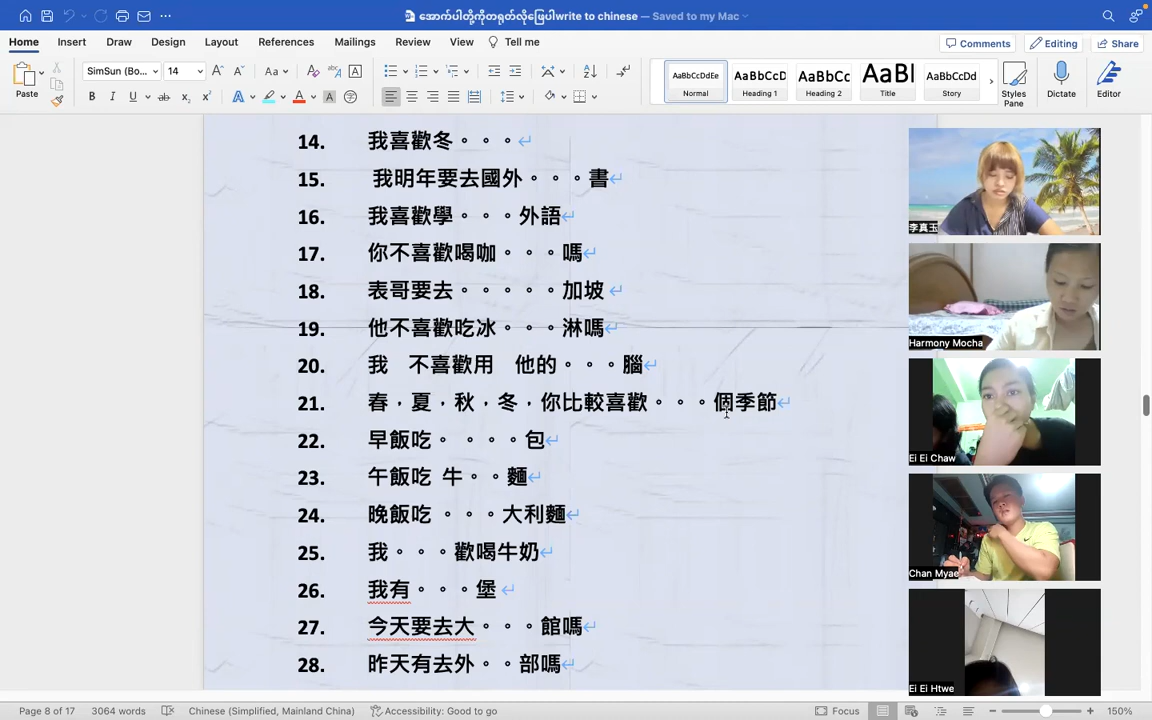 အောက်ပါတို့ကိုတရုတ်လိုဖြေပါwrite to chinese — Saved to my Mac
Home Insert Draw Design Layout References Mailings Review View Tell me Comments Editing Share
Paste SimSun (Bo... 14 Aa
B I U ab x₂ x² A A A
AaBbCcDdEe AaBbCcD AaBbCc AaBl AaBbCcDd
Normal Heading 1 Heading 2 Title Story Styles Pane Dictate Editor
14. 我喜歡冬。。。
15. 我明年要去國外。。。書
16. 我喜歡學。。。外語
17. 你不喜歡喝咖。。。嗎
18. 表哥要去。。。。。加坡
19. 他不喜歡吃冰。。。淋嗎
20. 我 不喜歡用 他的。。。腦
21. 春，夏，秋，冬，你比較喜歡。。。個季節
22. 早飯吃。 。。。包
23. 午飯吃 牛。。麵
24. 晚飯吃 。。。大利麵
25. 我。。。歡喝牛奶
26. 我有。。。堡
27. 今天要去大。。。館嗎
28. 昨天有去外。。部嗎
李真玉
Harmony Mocha
Ei Ei Chaw
Chan Myae
Ei Ei Htwe
Page 8 of 17 3064 words Chinese (Simplified, Mainland China) Accessibility: Good to go Focus 150%